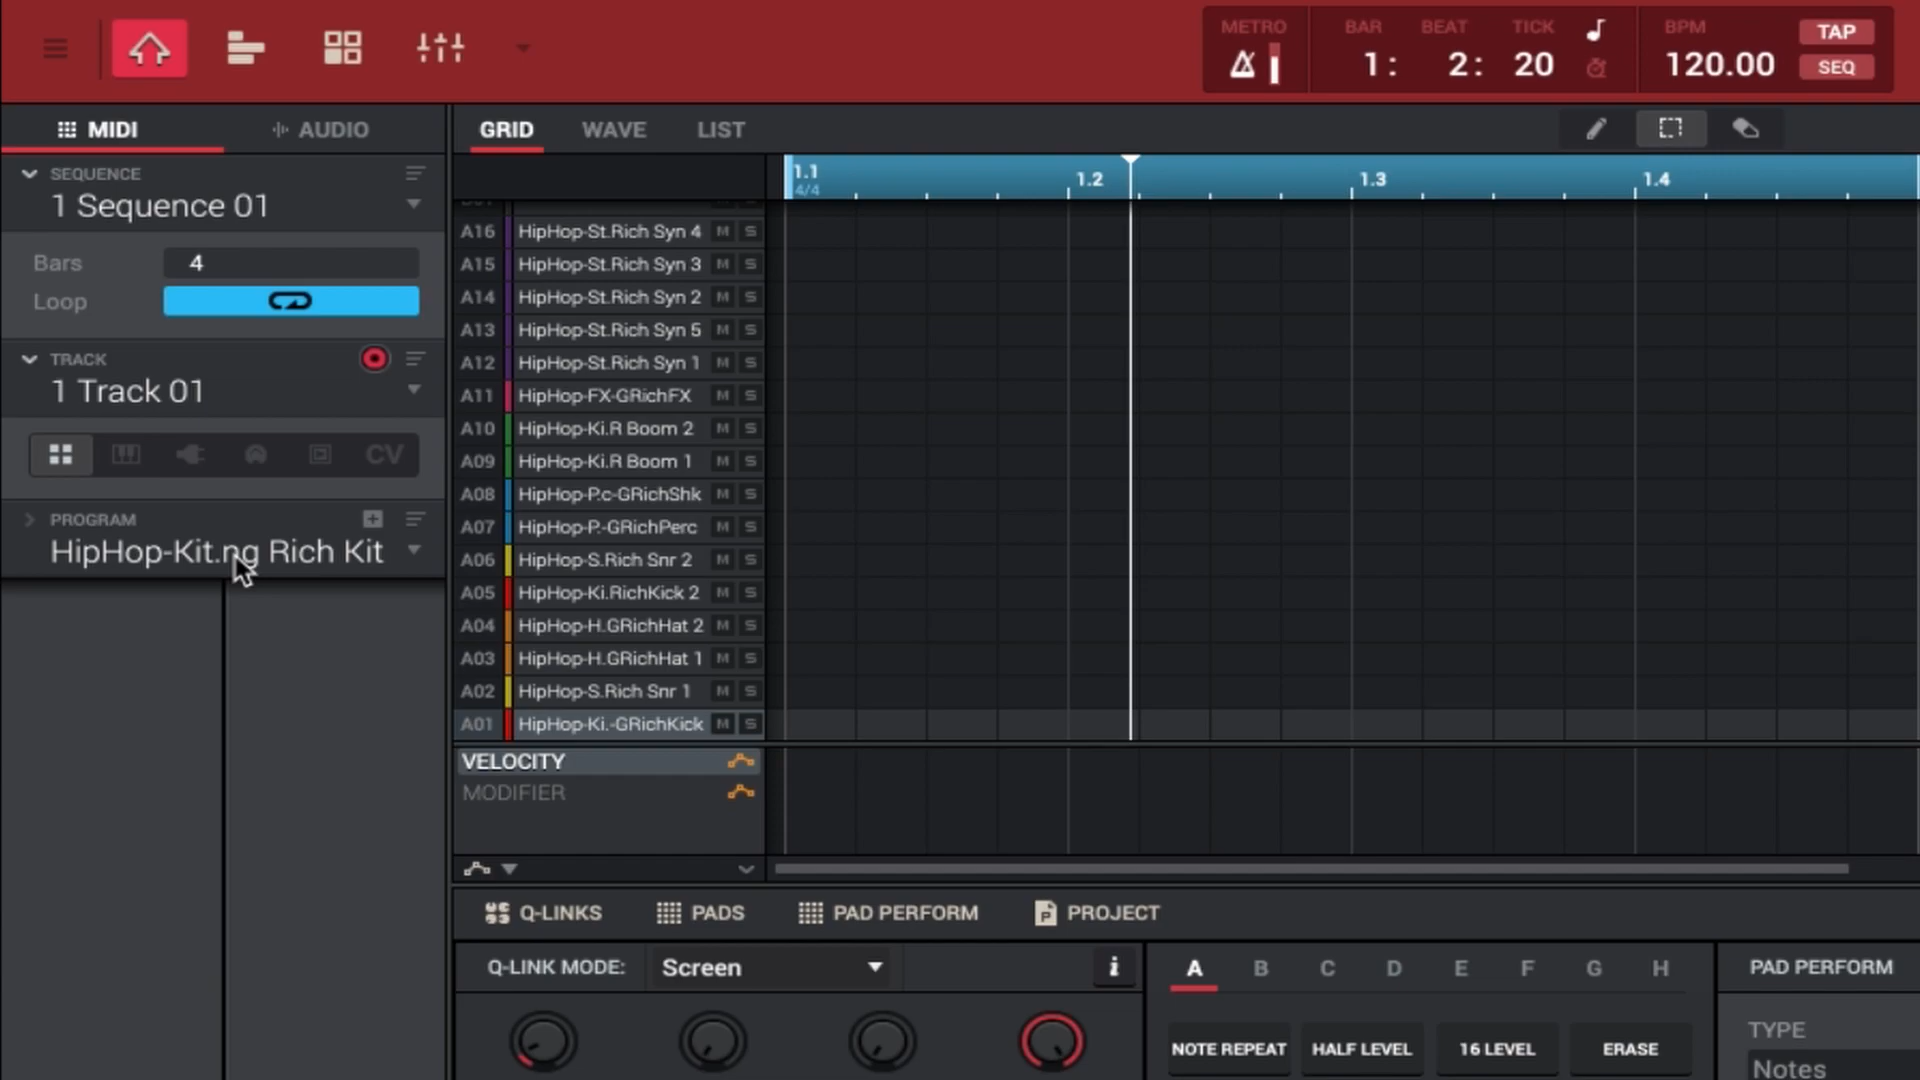 METRO
BAR
BEAT
TICK
1:
2:
20
BPM
120.00
TAP
SEQ
MIDI
AUDIO
GRID
WAVE
LIST
SEQUENCE
1 Sequence 01
Bars
4
Loop
TRACK
1 Track 01
CV
PROGRAM
HipHop-Kit.ng Rich Kit
1.1
4/4
1.2
1.3
1.4
A16 HipHop-St.Rich Syn 4 M S
A15 HipHop-St.Rich Syn 3 M S
A14 HipHop-St.Rich Syn 2 M S
A13 HipHop-St.Rich Syn 5 M S
A12 HipHop-St.Rich Syn 1 M S
A11 HipHop-FX-GRichFX M S
A10 HipHop-Ki.R Boom 2 M S
A09 HipHop-Ki.R Boom 1 M S
A08 HipHop-P.c-GRichShk M S
A07 HipHop-P.-GRichPerc M S
A06 HipHop-S.Rich Snr 2 M S
A05 HipHop-Ki.RichKick 2 M S
A04 HipHop-H.GRichHat 2 M S
A03 HipHop-H.GRichHat 1 M S
A02 HipHop-S.Rich Snr 1 M S
A01 HipHop-Ki.-GRichKick M S
VELOCITY
MODIFIER
Q-LINKS
PADS
PAD PERFORM
PROJECT
Q-LINK MODE:
Screen
A B C D E F G H
NOTE REPEAT
HALF LEVEL
16 LEVEL
ERASE
PAD PERFORM
TYPE
Notes